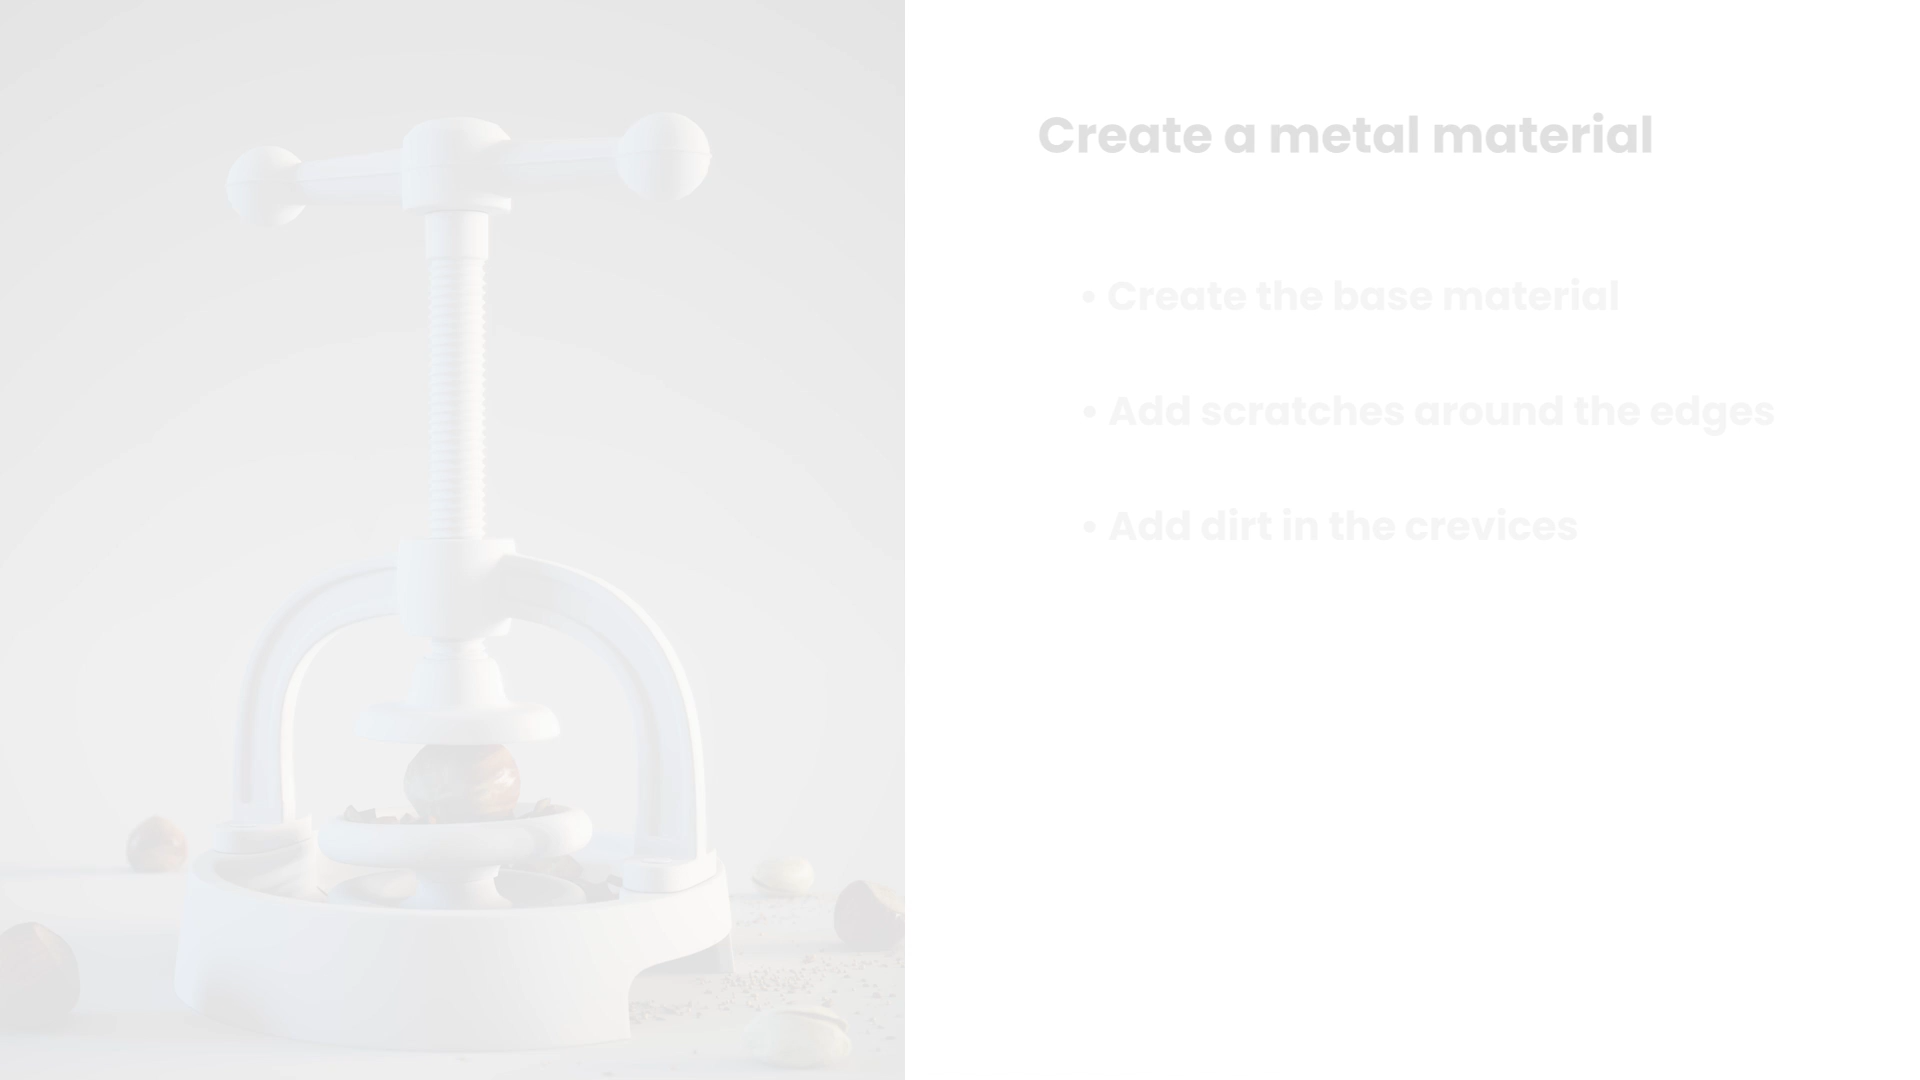 Create a metal material
• Create the base material
• Add scratches around the edges
• Add dirt in the crevices